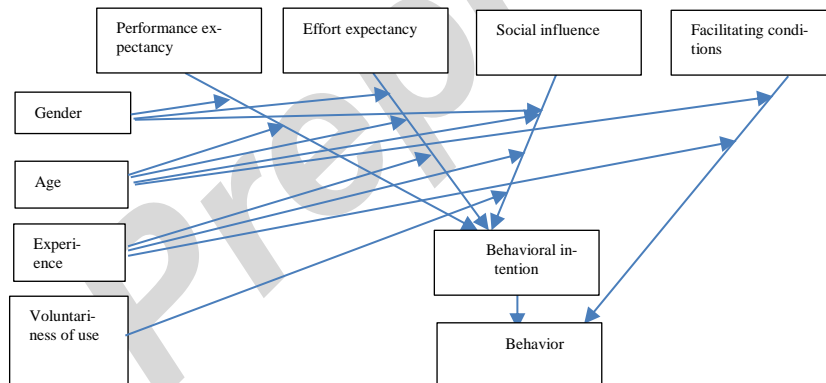 Performance ex-
pectancy
Effort expectancy
Social influence
Facilitating condi-
tions
Gender
Age
Experi-
ence
Voluntari-
ness of use
Behavioral in-
tention
Behavior
Prep